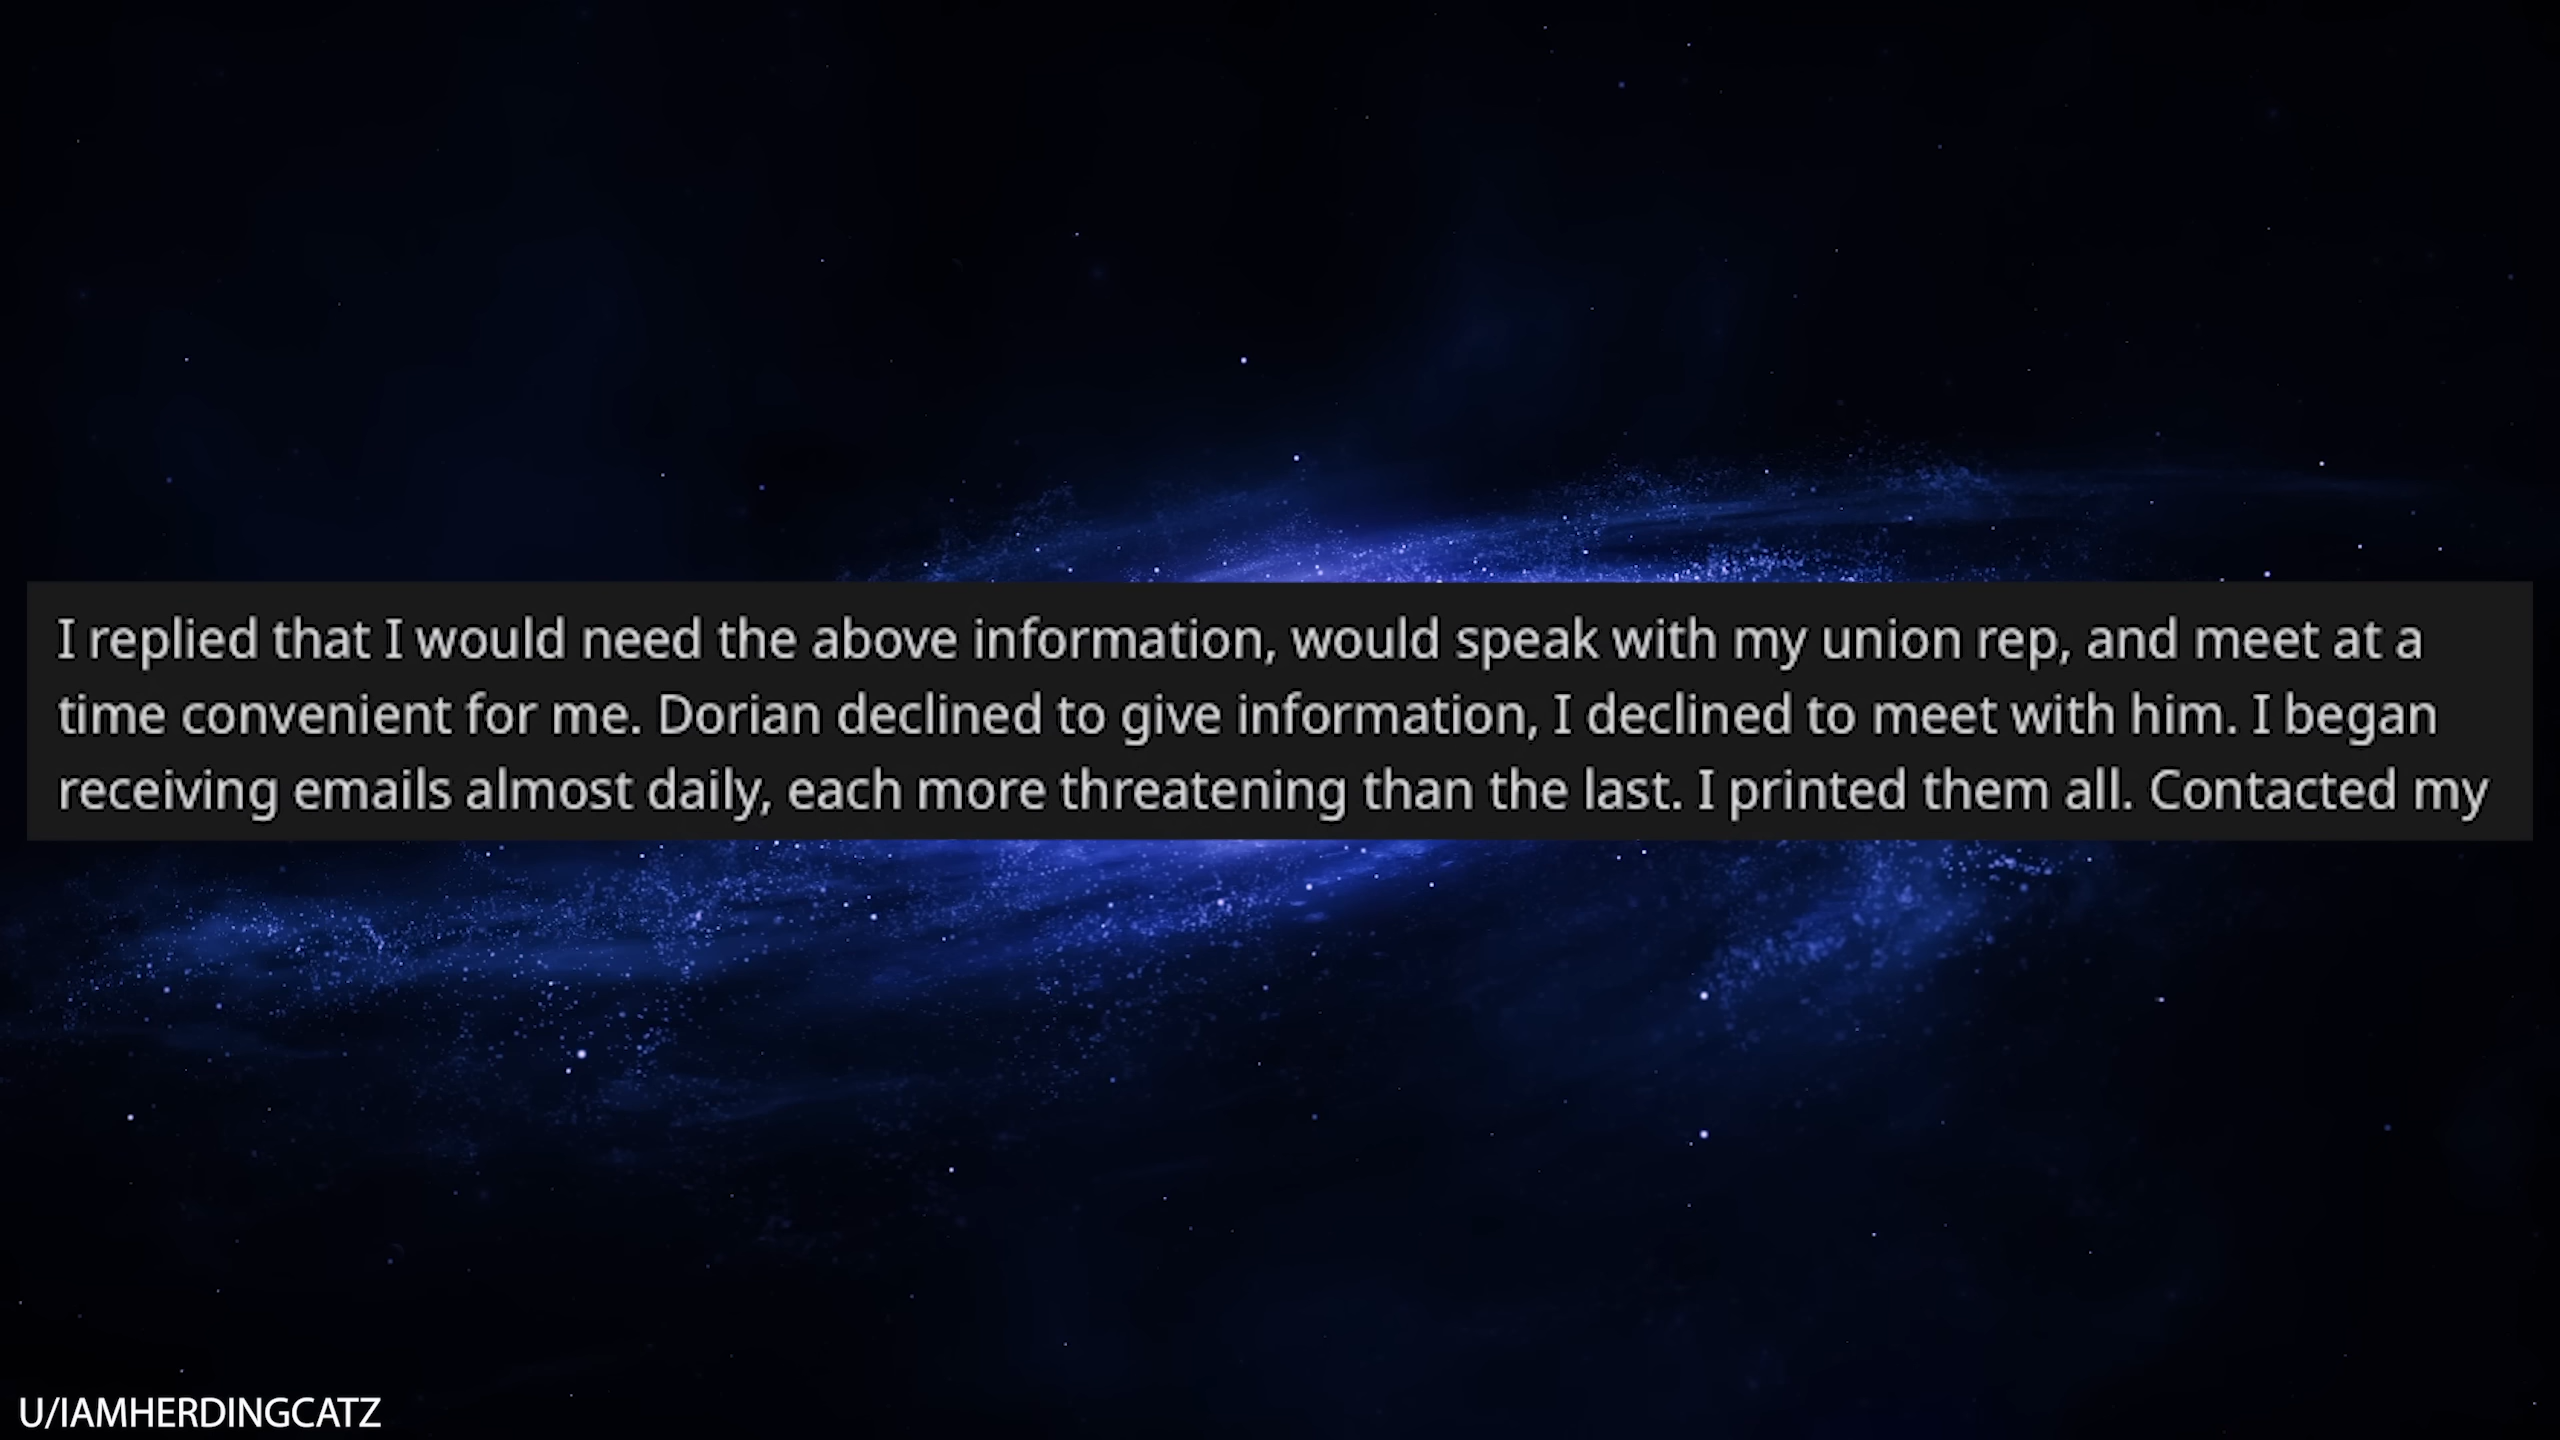 I replied that I would need the above information, would speak with my union rep, and meet at a
time convenient for me. Dorian declined to give information, I declined to meet with him. I began
receiving emails almost daily, each more threatening than the last. I printed them all. Contacted my
U/IAMHERDINGCATZ